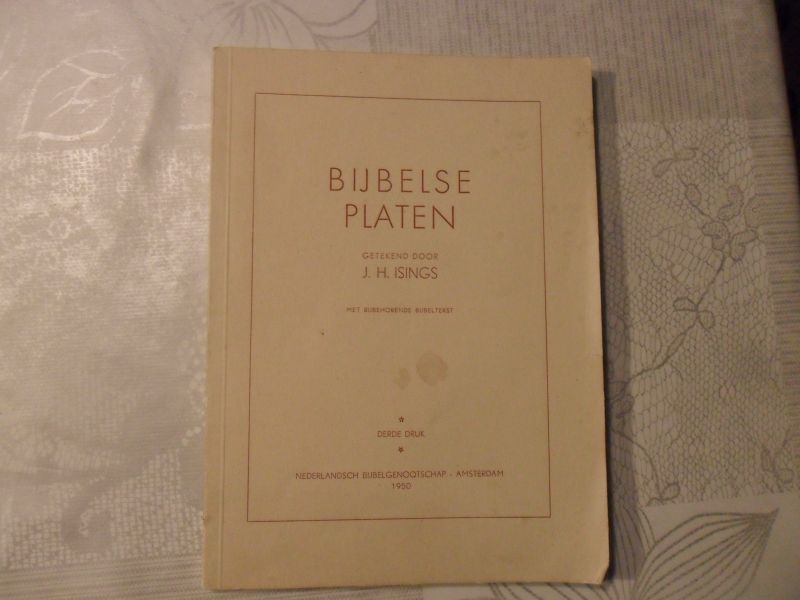 BIJBELSE
PLATEN
GETEKEND DOOR
J. H. ISINGS
MET BIJBEHORENDE BIJBELTEKST
*
DERDE DRUK
*
NEDERLANDSCH BIJBELGENOOTSCHAP - AMSTERDAM
1950